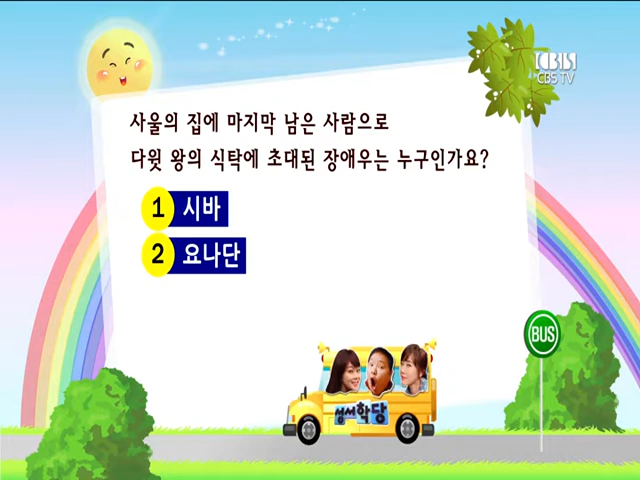 CBS
CBS TV
사울의 집에 마지막 남은 사람으로
다윗 왕의 식탁에 초대된 장애우는 누구인가요?
1 시바
2 요나단
BUS
성서학당